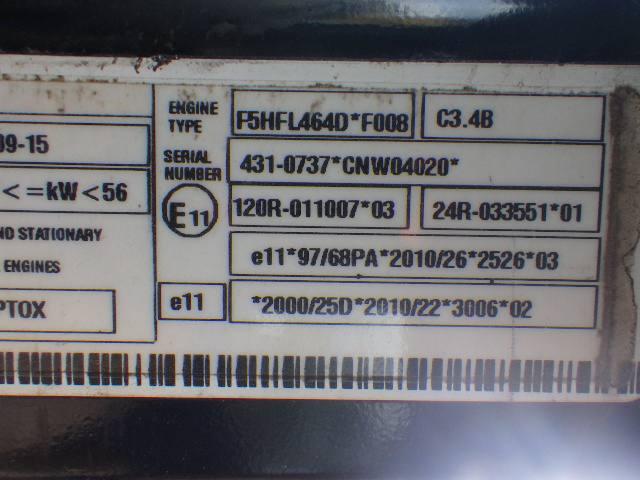 ENGINE TYPE F5HFL464D*F008 C3.4B
09-15
SERIAL NUMBER 431-0737*CNW04020*
<=kW<56
E11 120R-011007*03 24R-033551*01
STATIONARY
e11*97/68PA*2010/26*2526*03
ENGINES
PTOX
e11 *2000/25D*2010/22*3006*02